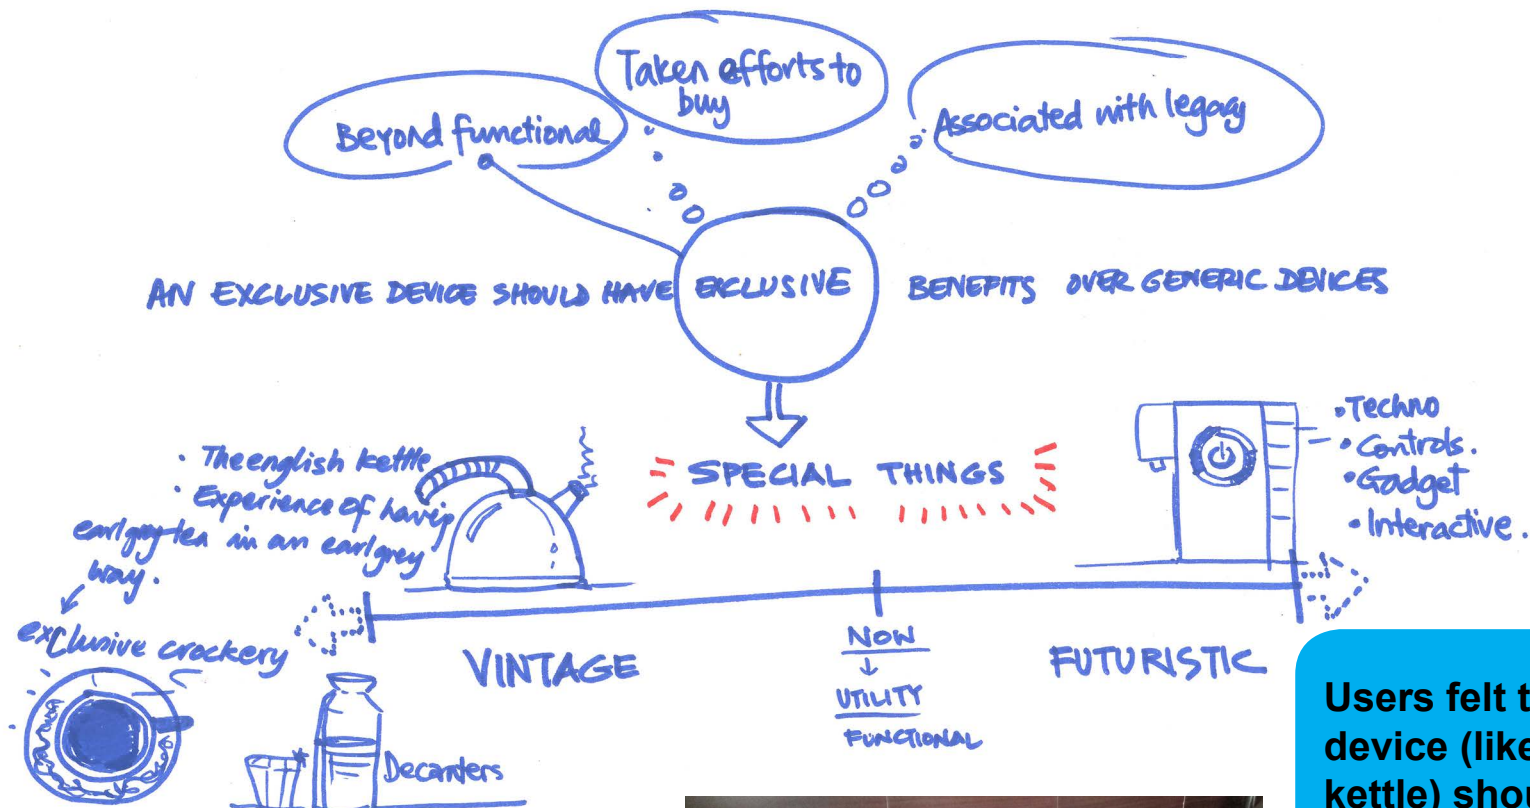 Taken efforts to
buy
Beyond functional
Associated with legacy
AN EXCLUSIVE DEVICE SHOULD HAVE EXCLUSIVE BENEFITS OVER GENERIC DEVICES
SPECIAL THINGS
• The english kettle
• Experience of havig
earl grey tea in an earl grey
way.
exclusive crockery
Decanters
• Techno
• Controls.
• Gadget
• Interactive.
VINTAGE
NOW
UTILITY
FUNCTIONAL
FUTURISTIC
Users felt t
device (like
kettle) shou